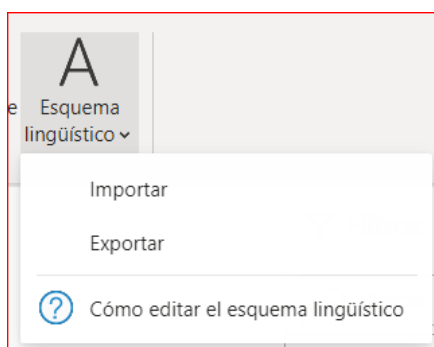 A
e Esquema
lingüístico
Importar
Exportar
Cómo editar el esquema lingüístico